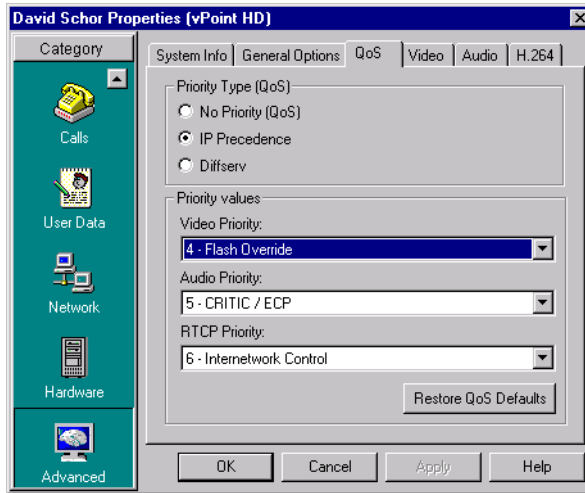 David Schor Properties (vPoint HD)
Category
Calls
User Data
Network
Hardware
Advanced
System Info
General Options
QoS
Video
Audio
H.264
Priority Type (QoS)
No Priority (QoS)
IP Precedence
Diffserv
Priority values
Video Priority:
4 - Flash Override
Audio Priority:
5 - CRITIC / ECP
RTCP Priority:
6 - Internetwork Control
Restore QoS Defaults
OK
Cancel
Apply
Help